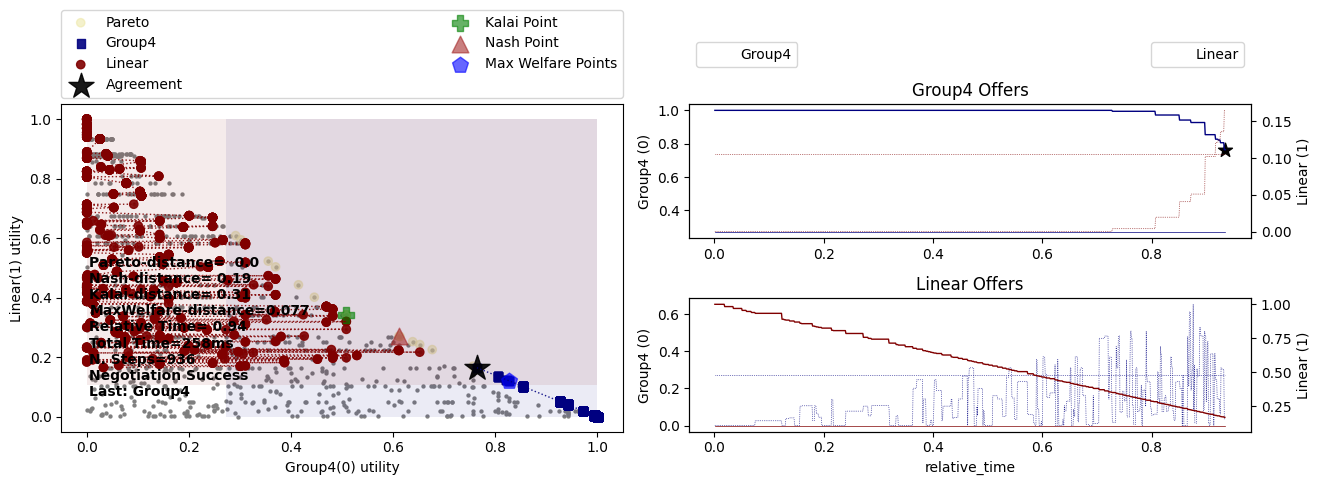 Pareto
Group4
Linear
Agreement
Kalai Point
Nash Point
Max Welfare Points
Linear(1) utility
1.0
0.8
0.6
0.4
0.2
0.0
Pareto-distance= -0.0
Nash-distance= 0.19
Kalai-distance= 0.31
MaxWelfare-distance=0.077
Relative Time= 0.94
Total Time=258ms
N. Steps=936
Negotiation Success
Last: Group4
0.0 0.2 0.4 0.6 0.8 1.0
Group4(0) utility
Group4
Linear
Group4 Offers
Group4 (0)
1.0
0.8
0.6
0.4
0.15
0.10
0.05
0.00
Linear (1)
0.0 0.2 0.4 0.6 0.8
Linear Offers
Group4 (0)
0.6
0.4
0.2
0.0
1.00
0.75
0.50
0.25
Linear (1)
0.0 0.2 0.4 0.6 0.8
relative_time